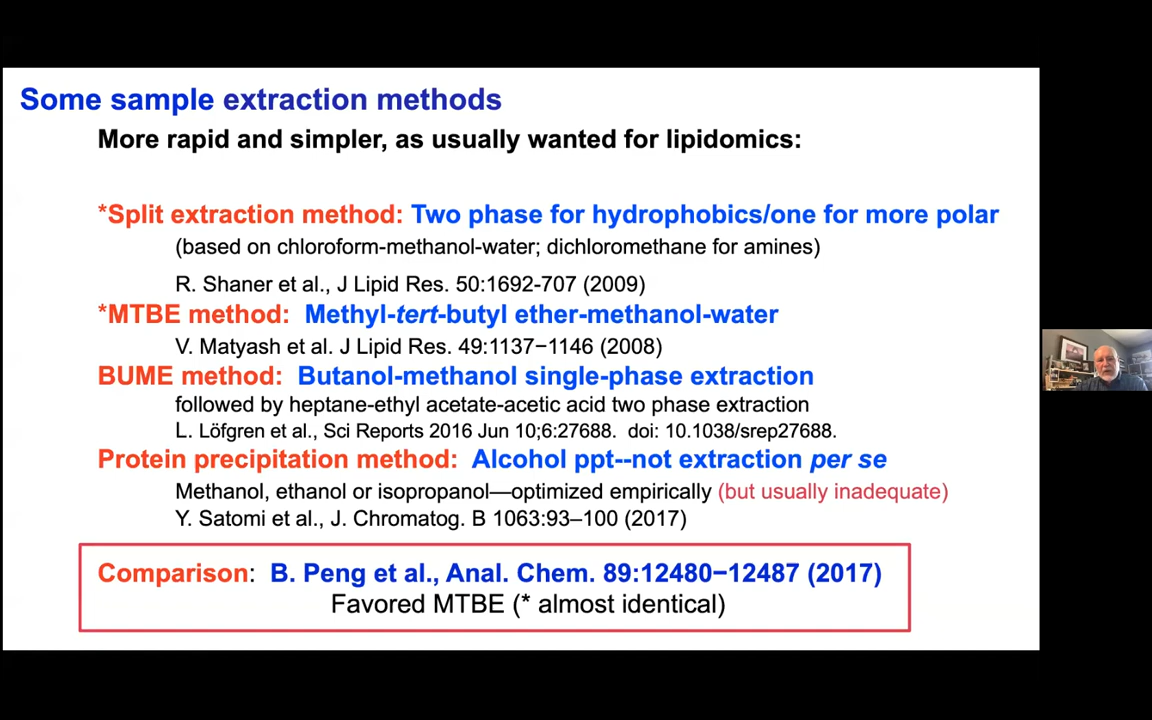 Some sample extraction methods
More rapid and simpler, as usually wanted for lipidomics:
*Split extraction method: Two phase for hydrophobics/one for more polar
(based on chloroform-methanol-water; dichloromethane for amines)
R. Shaner et al., J Lipid Res. 50:1692-707 (2009)
*MTBE method: Methyl-tert-butyl ether-methanol-water
V. Matyash et al. J Lipid Res. 49:1137−1146 (2008)
BUME method: Butanol-methanol single-phase extraction
followed by heptane-ethyl acetate-acetic acid two phase extraction
L. Löfgren et al., Sci Reports 2016 Jun 10;6:27688. doi: 10.1038/srep27688.
Protein precipitation method: Alcohol ppt--not extraction per se
Methanol, ethanol or isopropanol—optimized empirically (but usually inadequate)
Y. Satomi et al., J. Chromatog. B 1063:93–100 (2017)
Comparison: B. Peng et al., Anal. Chem. 89:12480−12487 (2017)
Favored MTBE (* almost identical)